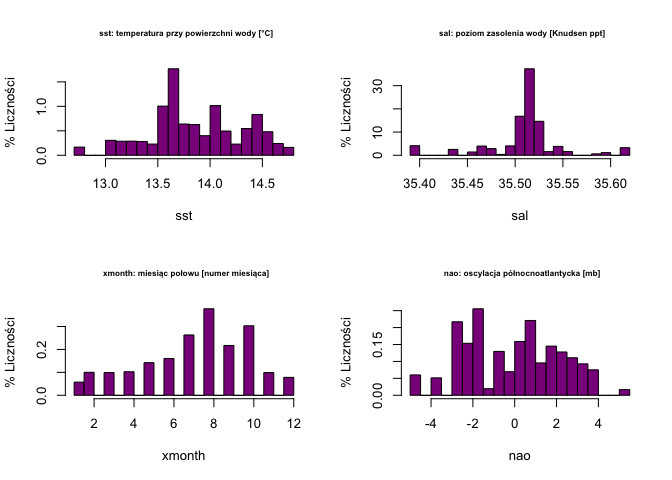 sst: temperatura przy powierzchni wody [°C]
% Liczności
0.0 1.0
13.0 13.5 14.0 14.5
sst
sal: poziom zasolenia wody [Knudsen ppt]
% Liczności
0 10 30
35.40 35.45 35.50 35.55 35.60
sal
xmonth: miesiąc połowu [numer miesiąca]
% Liczności
0.0 0.2
2 4 6 8 10 12
xmonth
nao: oscylacja północnoatlantycka [mb]
% Liczności
0.00 0.15
-4 -2 0 2 4
nao